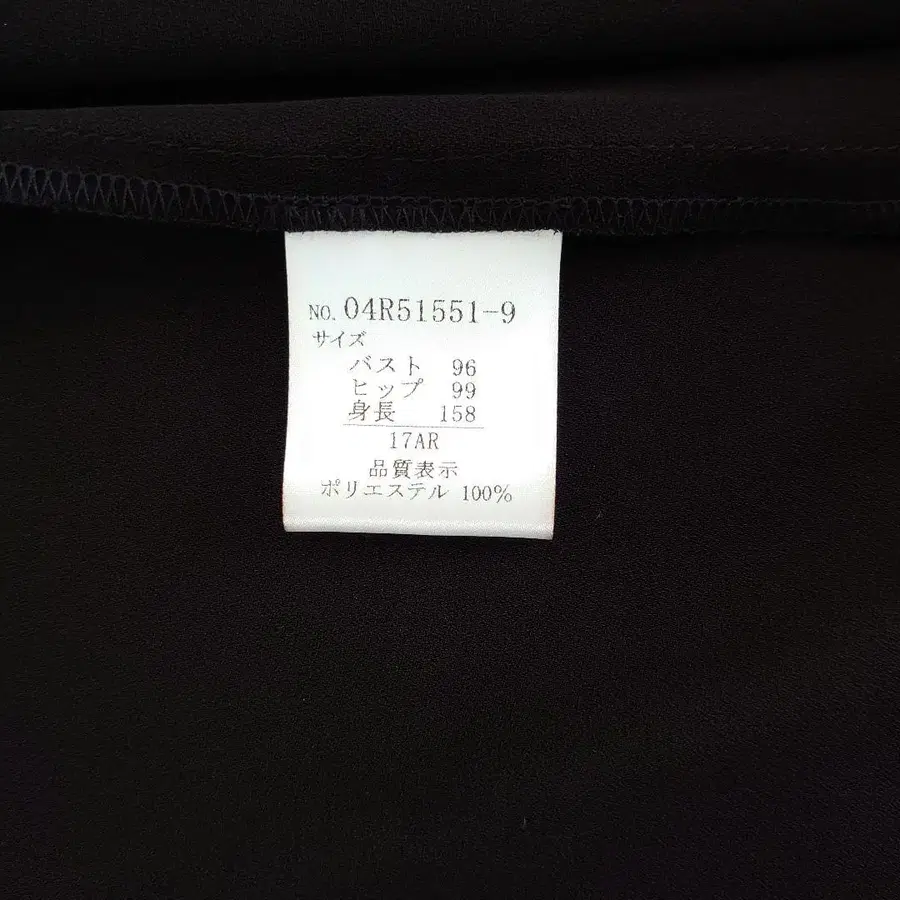 NO. 04R51551-9
サイズ
バスト 96
ヒップ 99
身長 158
17AR
品質表示
ポリエステル 100%